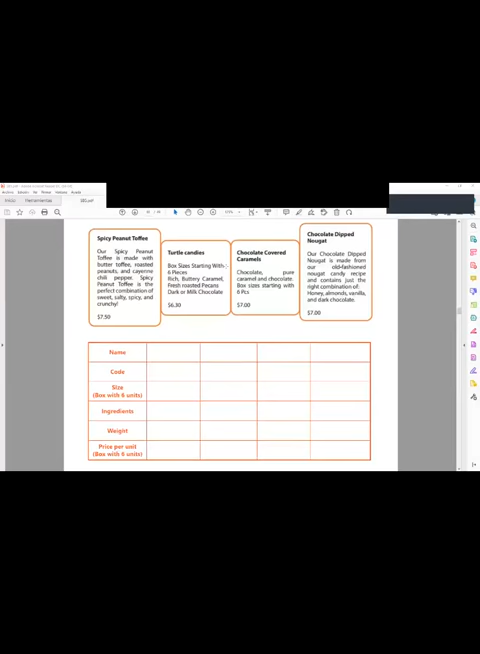 Inicio
Herramientas
Spicy Peanut Toffee
Our Spicy Peanut
Toffee is made with
butter toffee, roasted
peanuts, and cayenne
chili pepper. Spicy
Peanut Toffee is the
perfect combination of
sweet, salty, spicy, and
crunchy!
$7.50
Turtle candies
Box Sizes Starting With :-
6 Pieces
Rich, Buttery Caramel,
Fresh roasted Pecans
Dark or Milk Chocolate
$6.30
Chocolate Covered
Caramels
Chocolate, pure
caramel and chocolate.
Box sizes starting with
6 Pcs
$7.00
Chocolate Dipped
Nougat
Our Chocolate Dipped
Nougat is made from
our old-fashioned
nougat candy recipe
and contains just the
right combination of:
Honey, almonds, vanilla,
and dark chocolate.
$7.00
Name
Code
Size
(Box with 6 units)
Ingredients
Weight
Price per unit
(Box with 6 units)